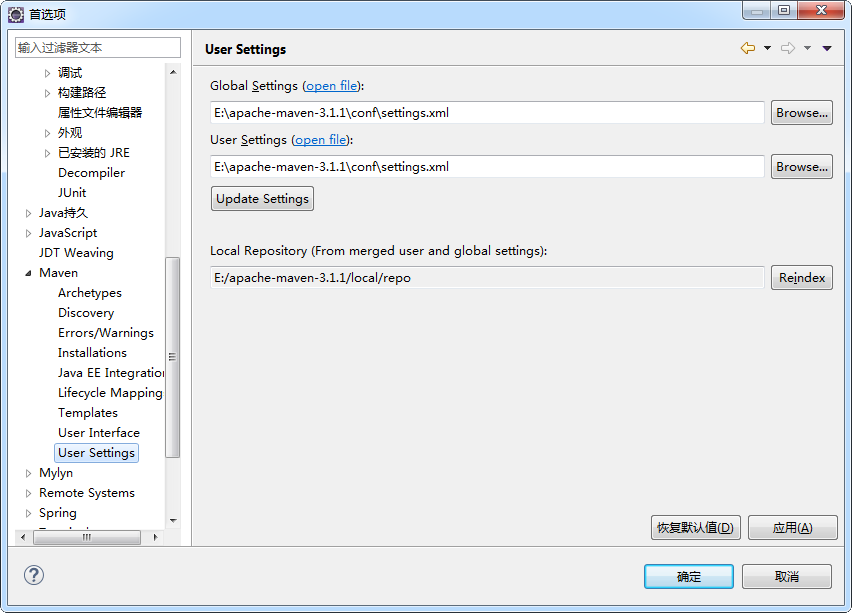 首选项
输入过滤器文本
调试
构建路径
属性文件编辑器
外观
已安装的 JRE
Decompiler
JUnit
Java持久
JavaScript
JDT Weaving
Maven
Archetypes
Discovery
Errors/Warnings
Installations
Java EE Integration
Lifecycle Mapping
Templates
User Interface
User Settings
Mylyn
Remote Systems
Spring
User Settings
Global Settings (open file):
E:\apache-maven-3.1.1\conf\settings.xml
Browse...
User Settings (open file):
E:\apache-maven-3.1.1\conf\settings.xml
Browse...
Update Settings
Local Repository (From merged user and global settings):
E:/apache-maven-3.1.1/local/repo
Reindex
恢复默认值(D)
应用(A)
确定
取消